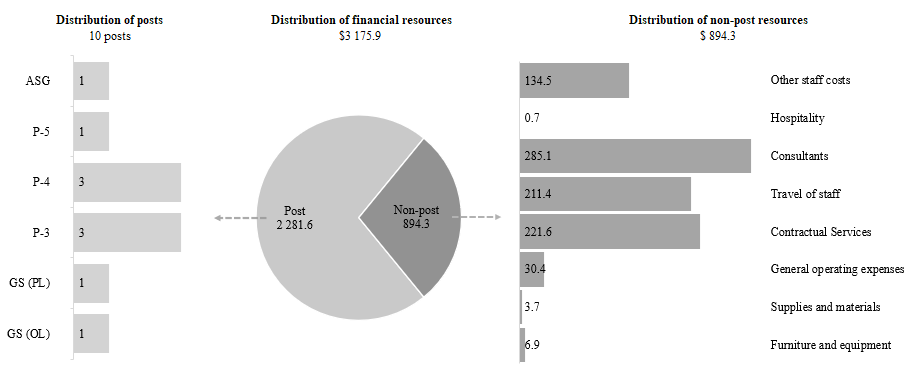 Distribution of posts
10 posts
ASG
1
P-5
1
P-4
3
P-3
3
GS (PL)
1
GS (OL)
1
Distribution of financial resources
$3 175.9
Post
2 281.6
Non-post
894.3
Distribution of non-post resources
$ 894.3
134.5 Other staff costs
0.7 Hospitality
285.1 Consultants
211.4 Travel of staff
221.6 Contractual Services
30.4 General operating expenses
3.7 Supplies and materials
6.9 Furniture and equipment